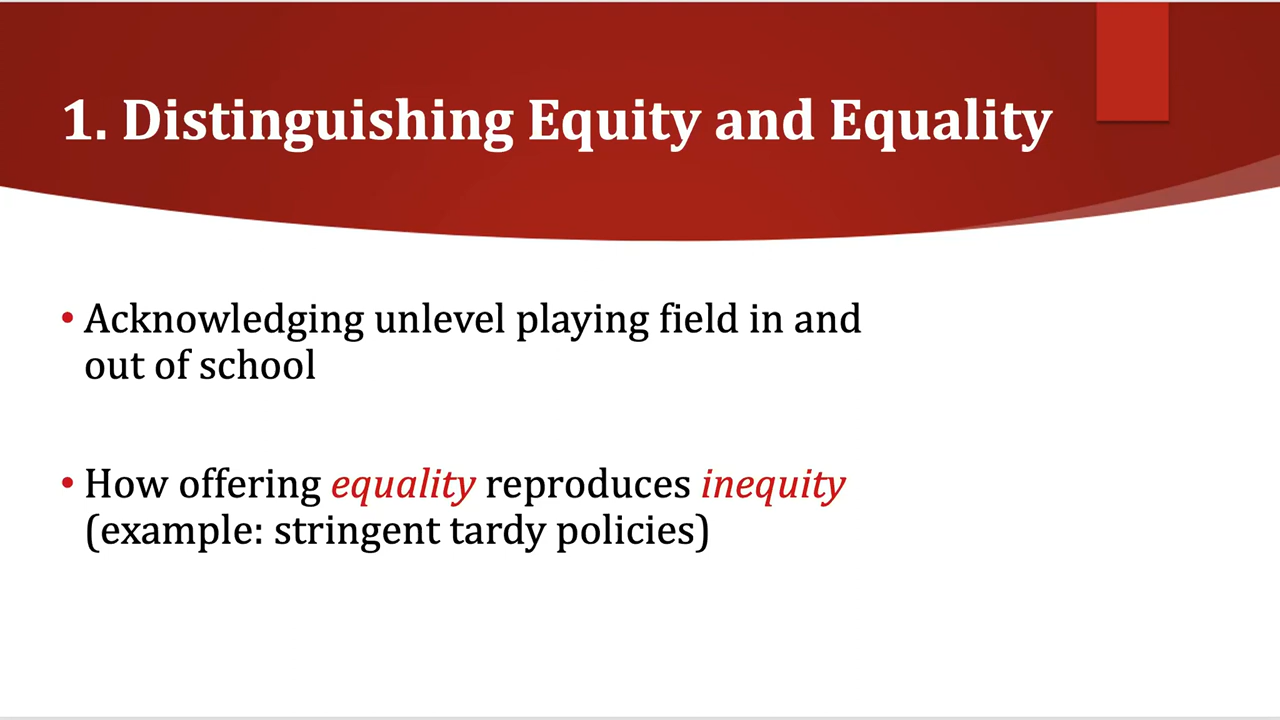 1. Distinguishing Equity and Equality
• Acknowledging unlevel playing field in and
out of school
• How offering equality reproduces inequity
(example: stringent tardy policies)